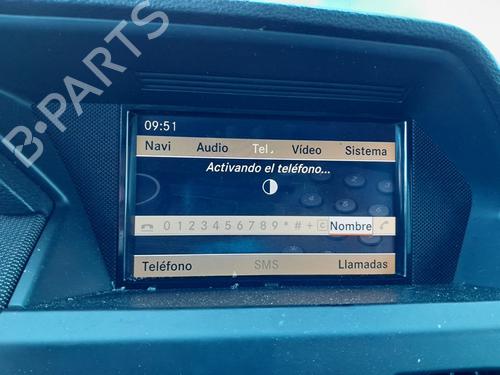 B-PARTS
09:51
Navi Audio Tel. Vídeo Sistema
Activando el teléfono...
0 1 2 3 4 5 6 7 8 9 * # + C Nombre
Teléfono SMS Llamadas